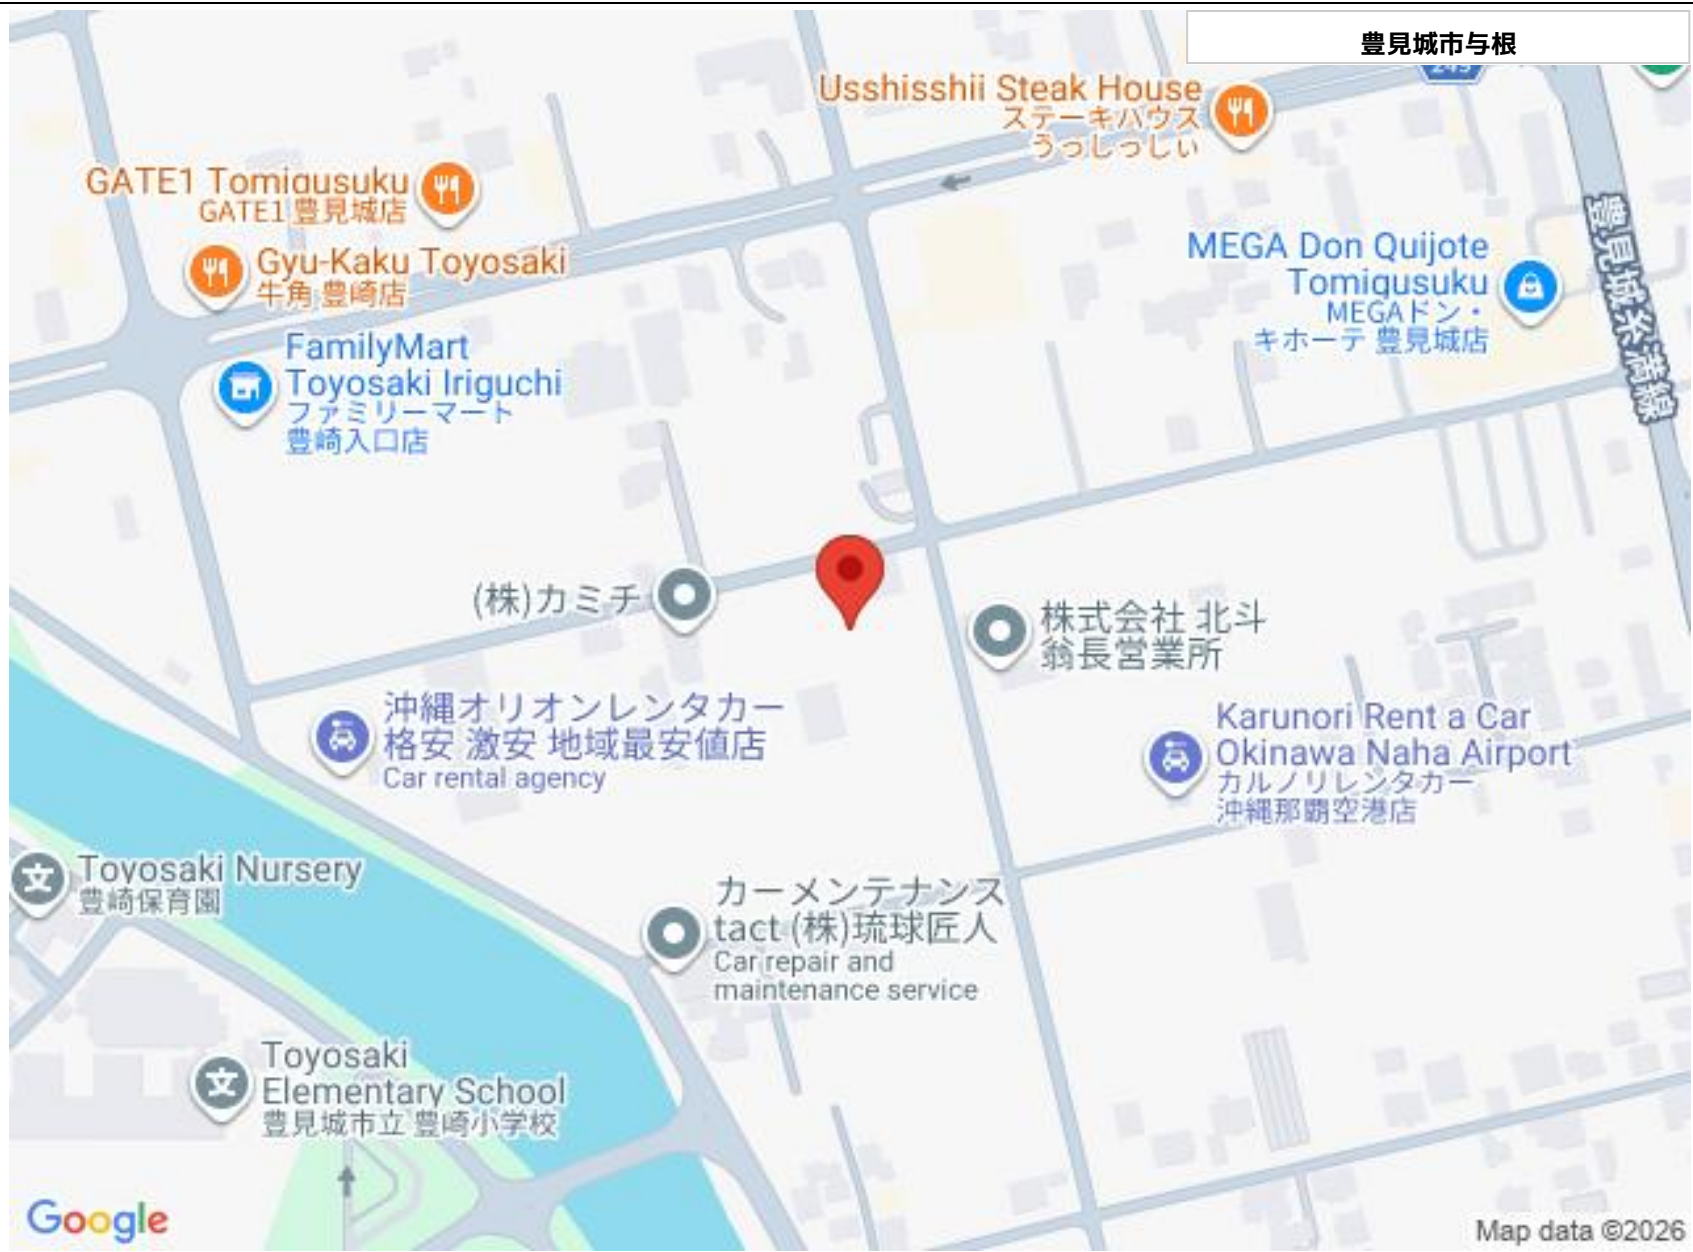 豊見城市与根
245
Usshisshii Steak House
ステーキハウス
うっしっしぃ
GATE1 Tomigusuku
GATE1 豊見城店
Gyu-Kaku Toyosaki
牛角 豊崎店
MEGA Don Quijote
Tomigusuku
MEGAドン・
キホーテ 豊見城店
豊見城糸満線
FamilyMart
Toyosaki Iriguchi
ファミリーマート
豊崎入口店
(株)カミチ
株式会社 北斗
翁長営業所
沖縄オリオンレンタカー
格安 激安 地域最安値店
Car rental agency
Karunori Rent a Car
Okinawa Naha Airport
カルノリレンタカー
沖縄那覇空港店
Toyosaki Nursery
豊崎保育園
カーメンテナンス
tact (株)琉球匠人
Car repair and
maintenance service
Toyosaki
Elementary School
豊見城市立 豊崎小学校
Google
Map data ©2026